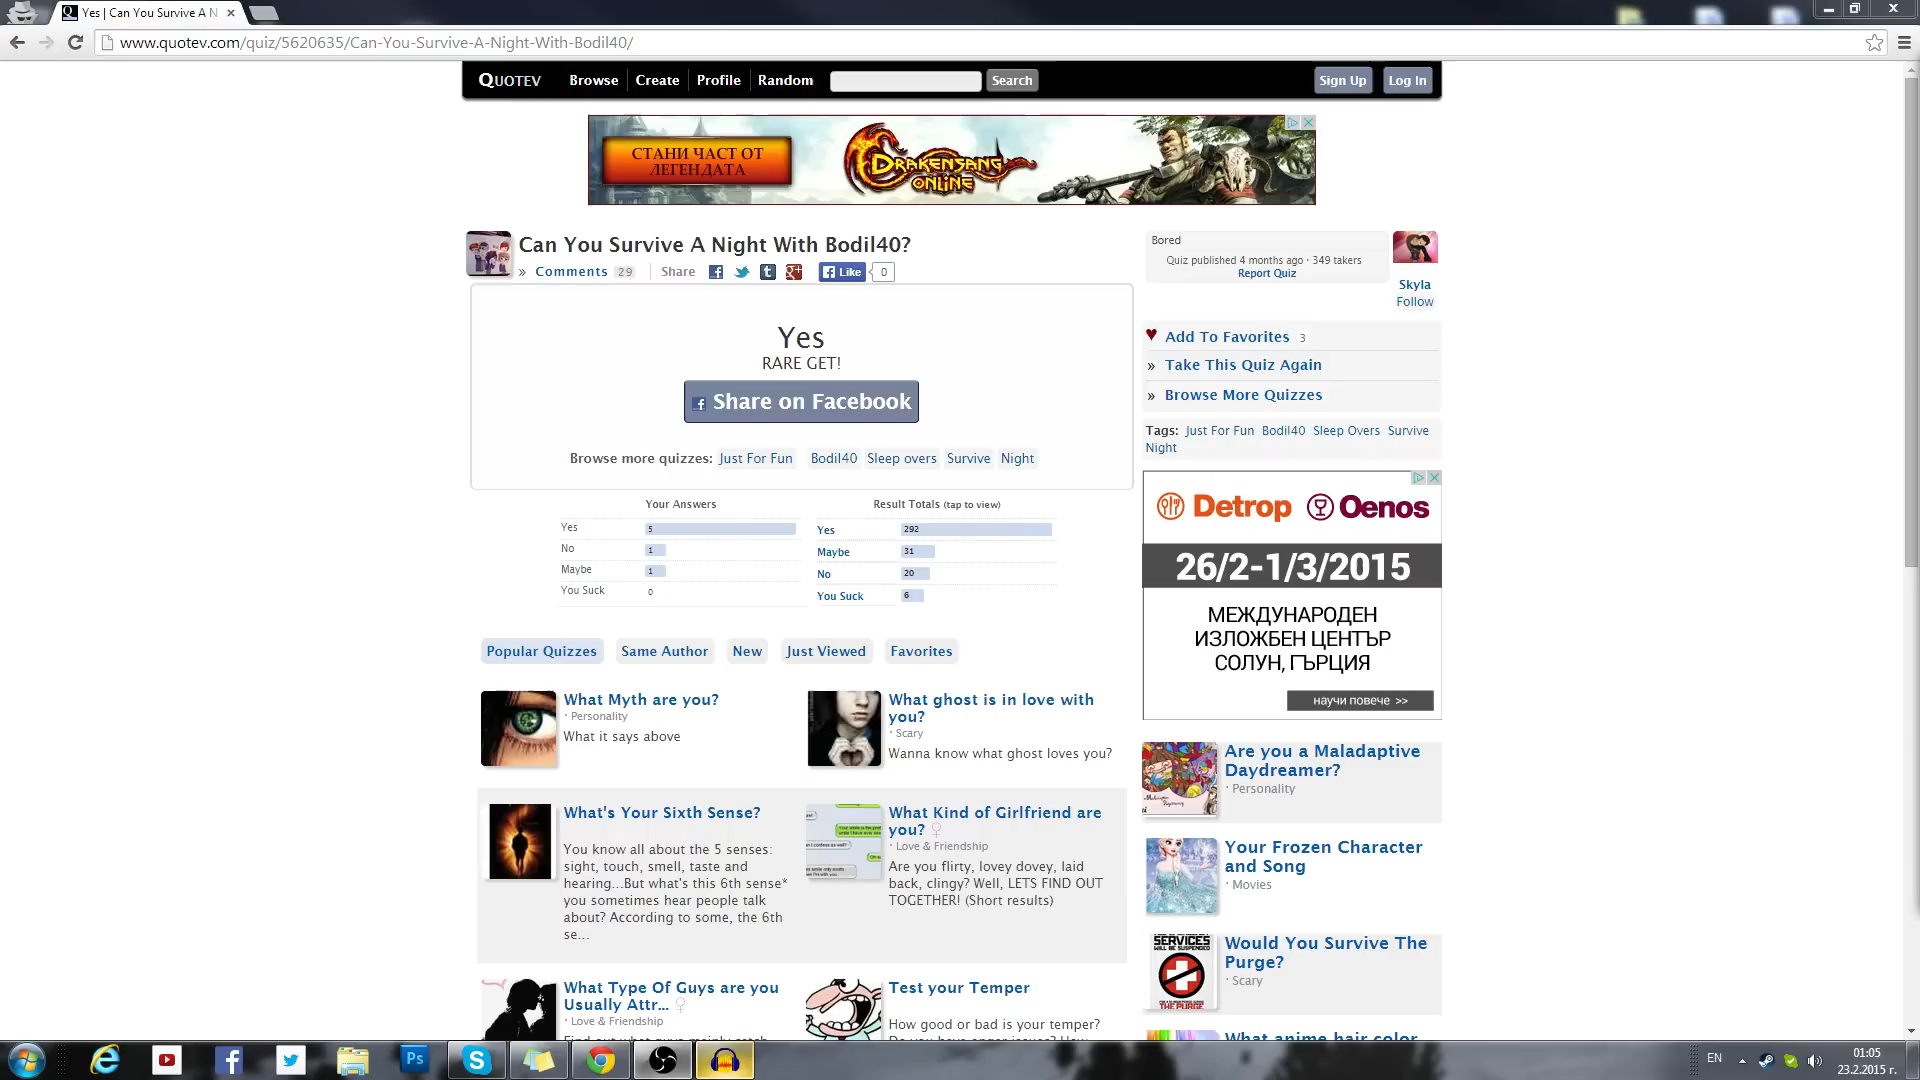 Yes | Can You Survive A N
www.quotev.com/quiz/5620635/Can-You-Survive-A-Night-With-Bodil40/
QUOTEV Browse Create Profile Random Search Sign Up Log In
СТАНИ ЧАСТ ОТ
ЛЕГЕНДАТА
DRAKENSANG
ONLINE
Can You Survive A Night With Bodil40?
» Comments 29 Share Like 0
Bored
Quiz published 4 months ago · 349 takers
Report Quiz
Skyla
Follow
Yes
RARE GET!
Share on Facebook
Browse more quizzes: Just For Fun Bodil40 Sleep overs Survive Night
Add To Favorites 3
» Take This Quiz Again
» Browse More Quizzes
Tags: Just For Fun Bodil40 Sleep Overs Survive
Night
Your Answers
Yes 5
No 1
Maybe 1
You Suck 0
Result Totals (tap to view)
Yes 292
Maybe 31
No 20
You Suck 6
Detrop Oenos
26/2-1/3/2015
МЕЖДУНАРОДЕН
ИЗЛОЖБЕН ЦЕНТЪР
СОЛУН, ГЪРЦИЯ
научи повече >>
Popular Quizzes Same Author New Just Viewed Favorites
What Myth are you?
· Personality
What it says above
What ghost is in love with
you?
· Scary
Wanna know what ghost loves you?
What's Your Sixth Sense?
You know all about the 5 senses:
sight, touch, smell, taste and
hearing...But what's this 6th sense*
you sometimes hear people talk
about? According to some, the 6th
se...
What Kind of Girlfriend are
you? ♀
· Love & Friendship
Are you flirty, lovey dovey, laid
back, clingy? Well, LETS FIND OUT
TOGETHER! (Short results)
What Type Of Guys are you
Usually Attr... ♀
· Love & Friendship
Test your Temper
How good or bad is your temper?
Are you a Maladaptive
Daydreamer?
· Personality
Your Frozen Character
and Song
· Movies
SERVICES
WILL BE SUSPENDED
THE PURGE
Would You Survive The
Purge?
· Scary
What anime hair color
EN
01:05
23.2.2015 г.